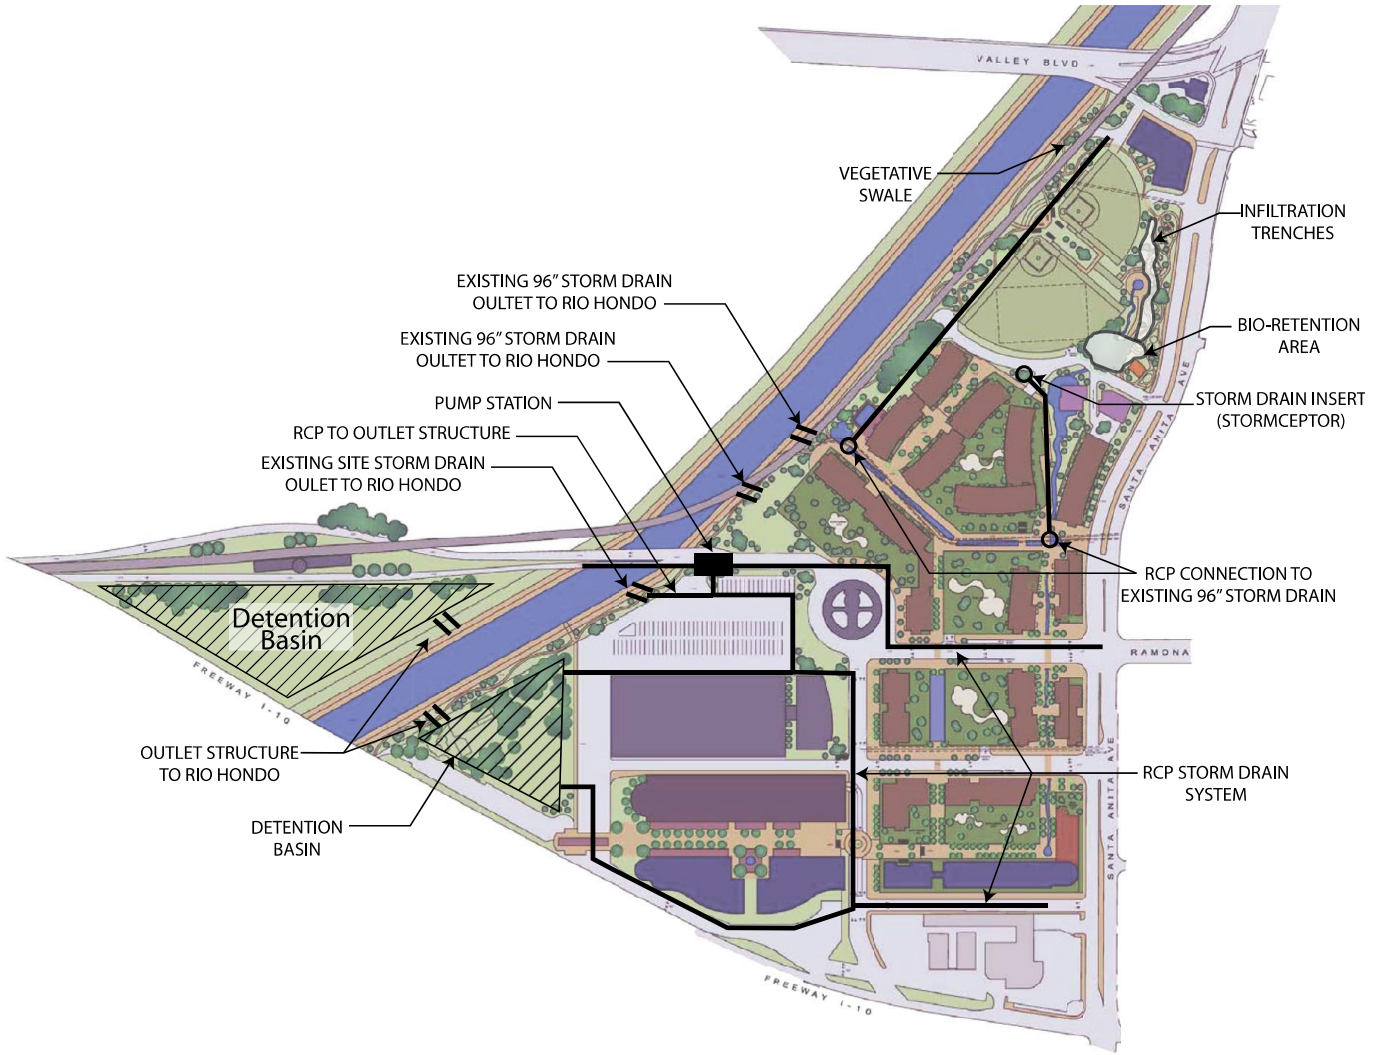 VALLEY BLVD
VEGETATIVE
SWALE
INFILTRATION
TRENCHES
EXISTING 96" STORM DRAIN
OULTET TO RIO HONDO
EXISTING 96" STORM DRAIN
OULTET TO RIO HONDO
BIO-RETENTION
AREA
PUMP STATION
STORM DRAIN INSERT
(STORMCEPTOR)
RCP TO OUTLET STRUCTURE
EXISTING SITE STORM DRAIN
OULET TO RIO HONDO
SANTA ANITA AVE
RCP CONNECTION TO
EXISTING 96" STORM DRAIN
Detention
Basin
RAMONA
FREEWAY I-10
OUTLET STRUCTURE
TO RIO HONDO
RCP STORM DRAIN
SYSTEM
SANTA ANITA AVE
DETENTION
BASIN
FREEWAY I-10